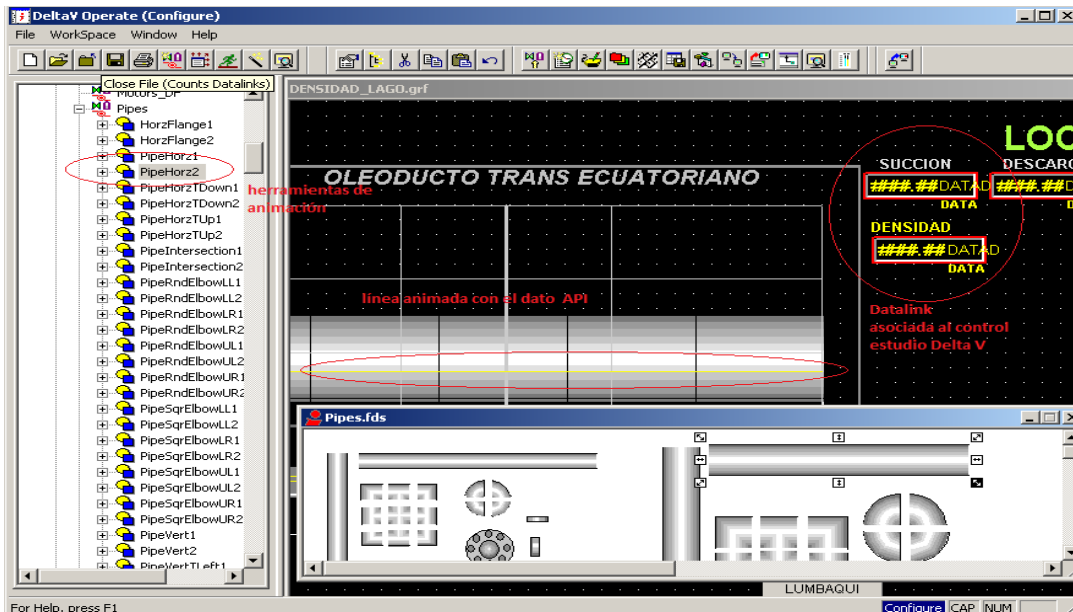 DeltaV Operate (Configure)
File WorkSpace Window Help
Close File (Counts Datalinks)
Motors_DF
Pipes
HorzFlange1
HorzFlange2
PipeHorz1
PipeHorz2
PipeHorzTDown1
PipeHorzTDown2
PipeHorzTUp1
PipeHorzTUp2
PipeIntersection1
PipeIntersection2
PipeRndElbowLL1
PipeRndElbowLL2
PipeRndElbowLR1
PipeRndElbowLR2
PipeRndElbowUL1
PipeRndElbowUL2
PipeRndElbowUR1
PipeRndElbowUR2
PipeSqrElbowLL1
PipeSqrElbowLL2
PipeSqrElbowLR1
PipeSqrElbowLR2
PipeSqrElbowUL1
PipeSqrElbowUL2
PipeSqrElbowUR1
PipeSqrElbowUR2
PipeVert1
PipeVert2
PipeVertTLeft1
herramientas de
animación
DENSIDAD_LAGO.grf
OLEODUCTO TRANS ECUATORIANO
LOC
SUCCION DESCARG
####.##DATAD ####.##D
DATA D
DENSIDAD
####.##DATAD
DATA
línea animada con el dato API
Datalink
asociada al control
estudio Delta V
Pipes.fds
LUMBAQUI
For Help, press F1
Configure CAP NUM